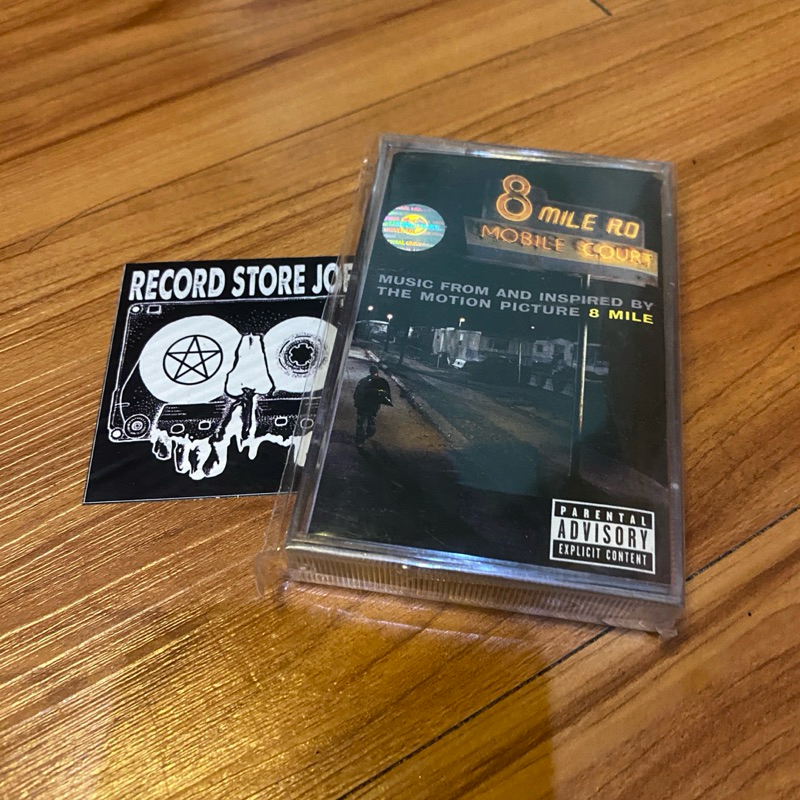 RECORD STORE JOF
8 MILE RD
MOBILE COURT
MUSIC FROM AND INSPIRED BY
THE MOTION PICTURE 8 MILE
PARENTAL
ADVISORY
EXPLICIT CONTENT